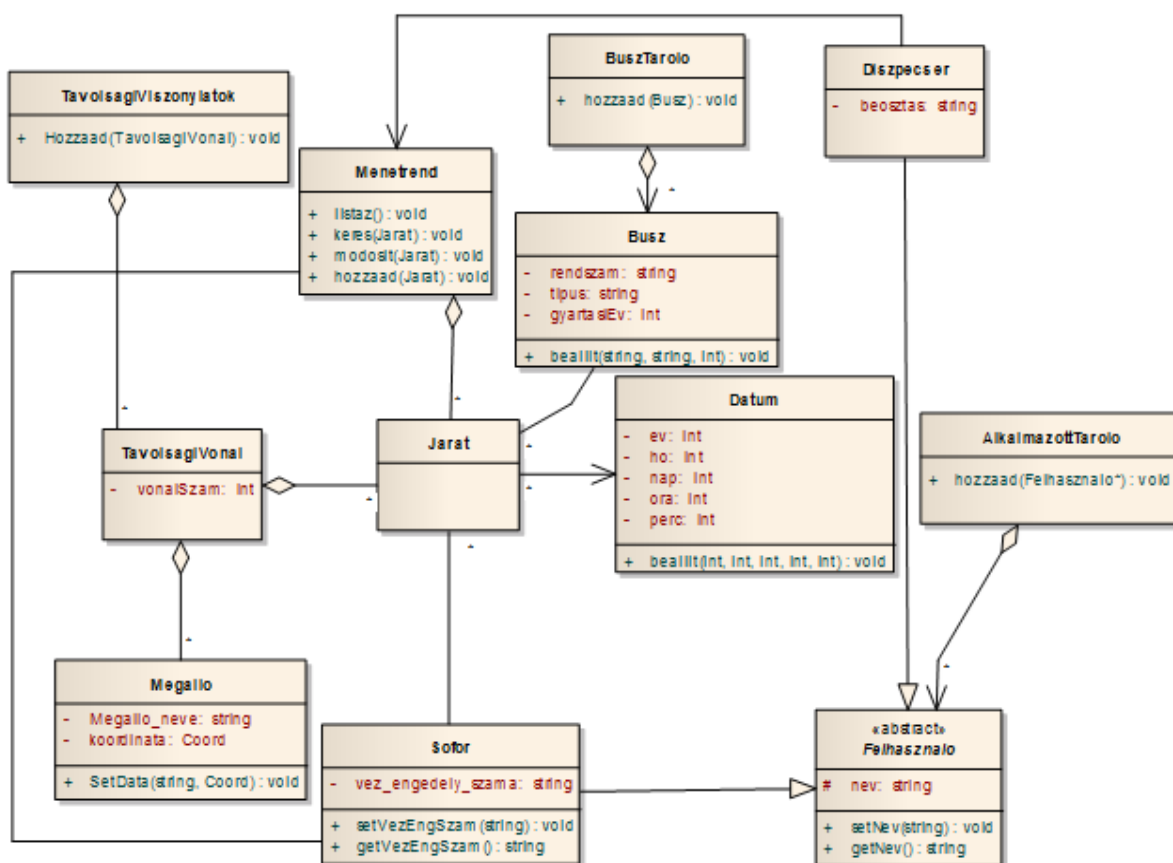 TavolsagiViszonylatok
+ Hozzaad(TavolsagiVonal) : void
BuszTarolo
+ hozzaad(Busz) : void
Diszpecser
- beosztas: string
Menetrend
+ listaz() : void
+ keres(Jarat) : void
+ modosit(Jarat) : void
+ hozzaad(Jarat) : void
*
Busz
- rendszam: string
- tipus: string
- gyartasiEv: int
+ beallit(string, string, int) : void
*
TavolsagiVonal
- vonalSzam: int
*
Jarat
*
*
*
*
*
Datum
- ev: int
- ho: int
- nap: int
- ora: int
- perc: int
+ beallit(int, int, int, int, int) : void
AlkalmazottTarolo
+ hozzaad(Felhasznalo*) : void
*
Megallo
- Megallo_neve: string
- koordinata: Coord
+ SetData(string, Coord) : void
*
Sofor
- vez_engedely_szama: string
+ setVezEngSzam(string) : void
+ getVezEngSzam() : string
«abstract»
Felhasznalo
# nev: string
+ setNev(string) : void
+ getNev() : string